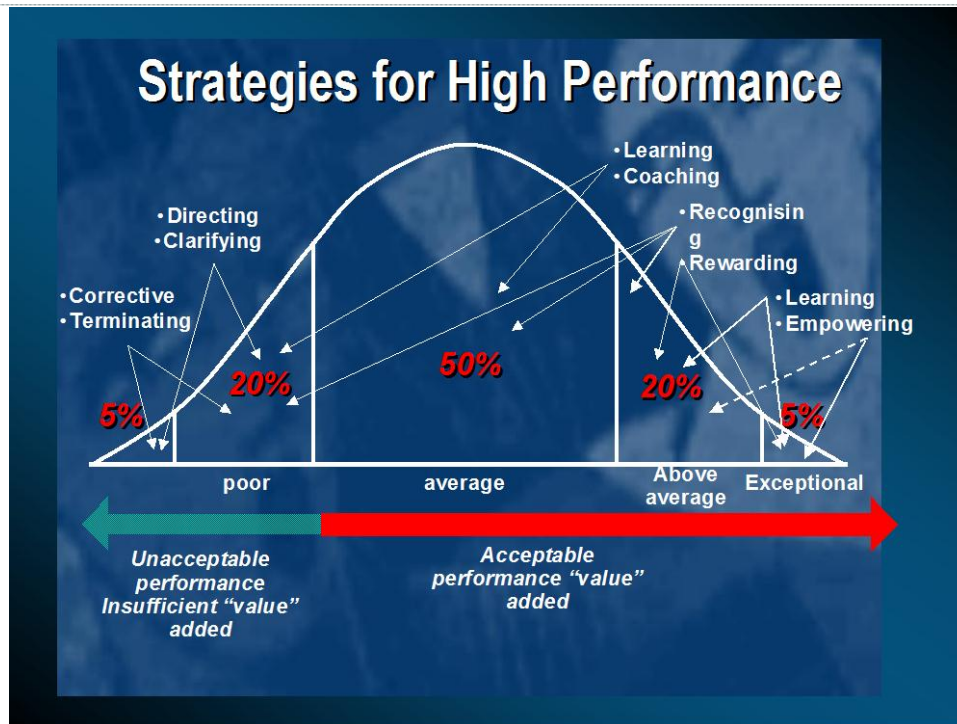 Strategies for High Performance
•Learning
•Coaching
•Directing
•Clarifying
•Recognisin
g
•Rewarding
•Corrective
•Terminating
•Learning
•Empowering
5%
20%
50%
20%
5%
poor
average
Above
average
Exceptional
Unacceptable
performance
Insufficient “value”
added
Acceptable
performance “value”
added